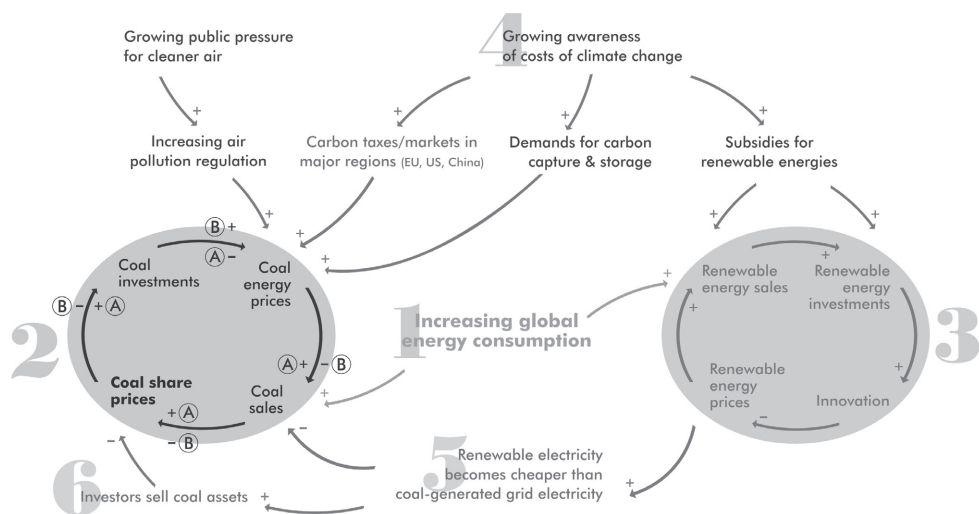 Growing public pressure
for cleaner air
4
Growing awareness
of costs of climate change
+
+
+
+
Increasing air
pollution regulation
Carbon taxes/markets in
major regions (EU, US, China)
Demands for carbon
capture & storage
Subsidies for
renewable energies
+
+
+
+
+
B +
A -
Coal
investments
Coal
energy
prices
B - + A
2
A + - B
Coal share
prices
Coal
sales
+ A
- B
1
Increasing global
energy consumption
+
+
-
-
3
Renewable
energy sales
+
Renewable
energy
investments
+
+
Renewable
energy
prices
-
Innovation
5
Renewable electricity
becomes cheaper than
coal-generated grid electricity
+
6
Investors sell coal assets
+